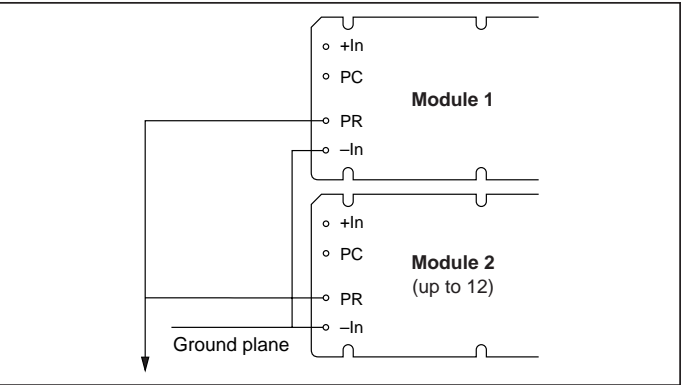 +In
PC
Module 1
PR
–In
+In
PC
Module 2
(up to 12)
PR
–In
Ground plane